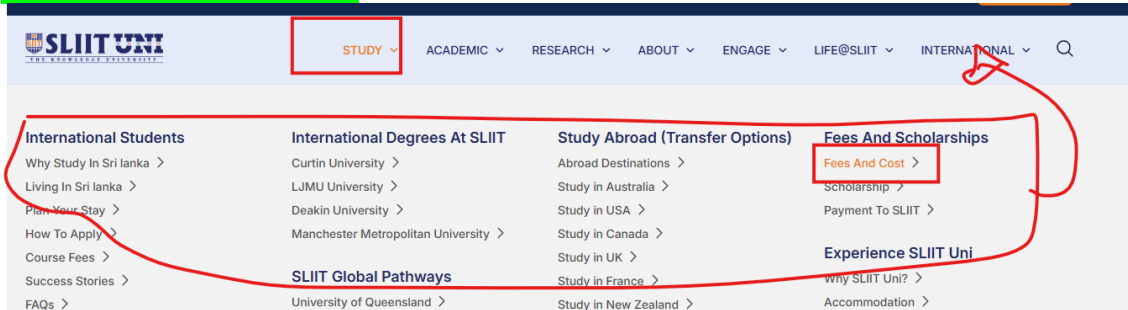 SLIIT UNI
THE KNOWLEDGE UNIVERSITY
STUDY ACADEMIC RESEARCH ABOUT ENGAGE LIFE@SLIIT INTERNATIONAL
International Students
Why Study In Sri lanka
Living In Sri lanka
Plan Your Stay
How To Apply
Course Fees
Success Stories
FAQs
International Degrees At SLIIT
Curtin University
LJMU University
Deakin University
Manchester Metropolitan University
SLIIT Global Pathways
University of Queensland
Study Abroad (Transfer Options)
Abroad Destinations
Study in Australia
Study in USA
Study in Canada
Study in UK
Study in France
Study in New Zealand
Fees And Scholarships
Fees And Cost
Scholarship
Payment To SLIIT
Experience SLIIT Uni
Why SLIIT Uni?
Accommodation